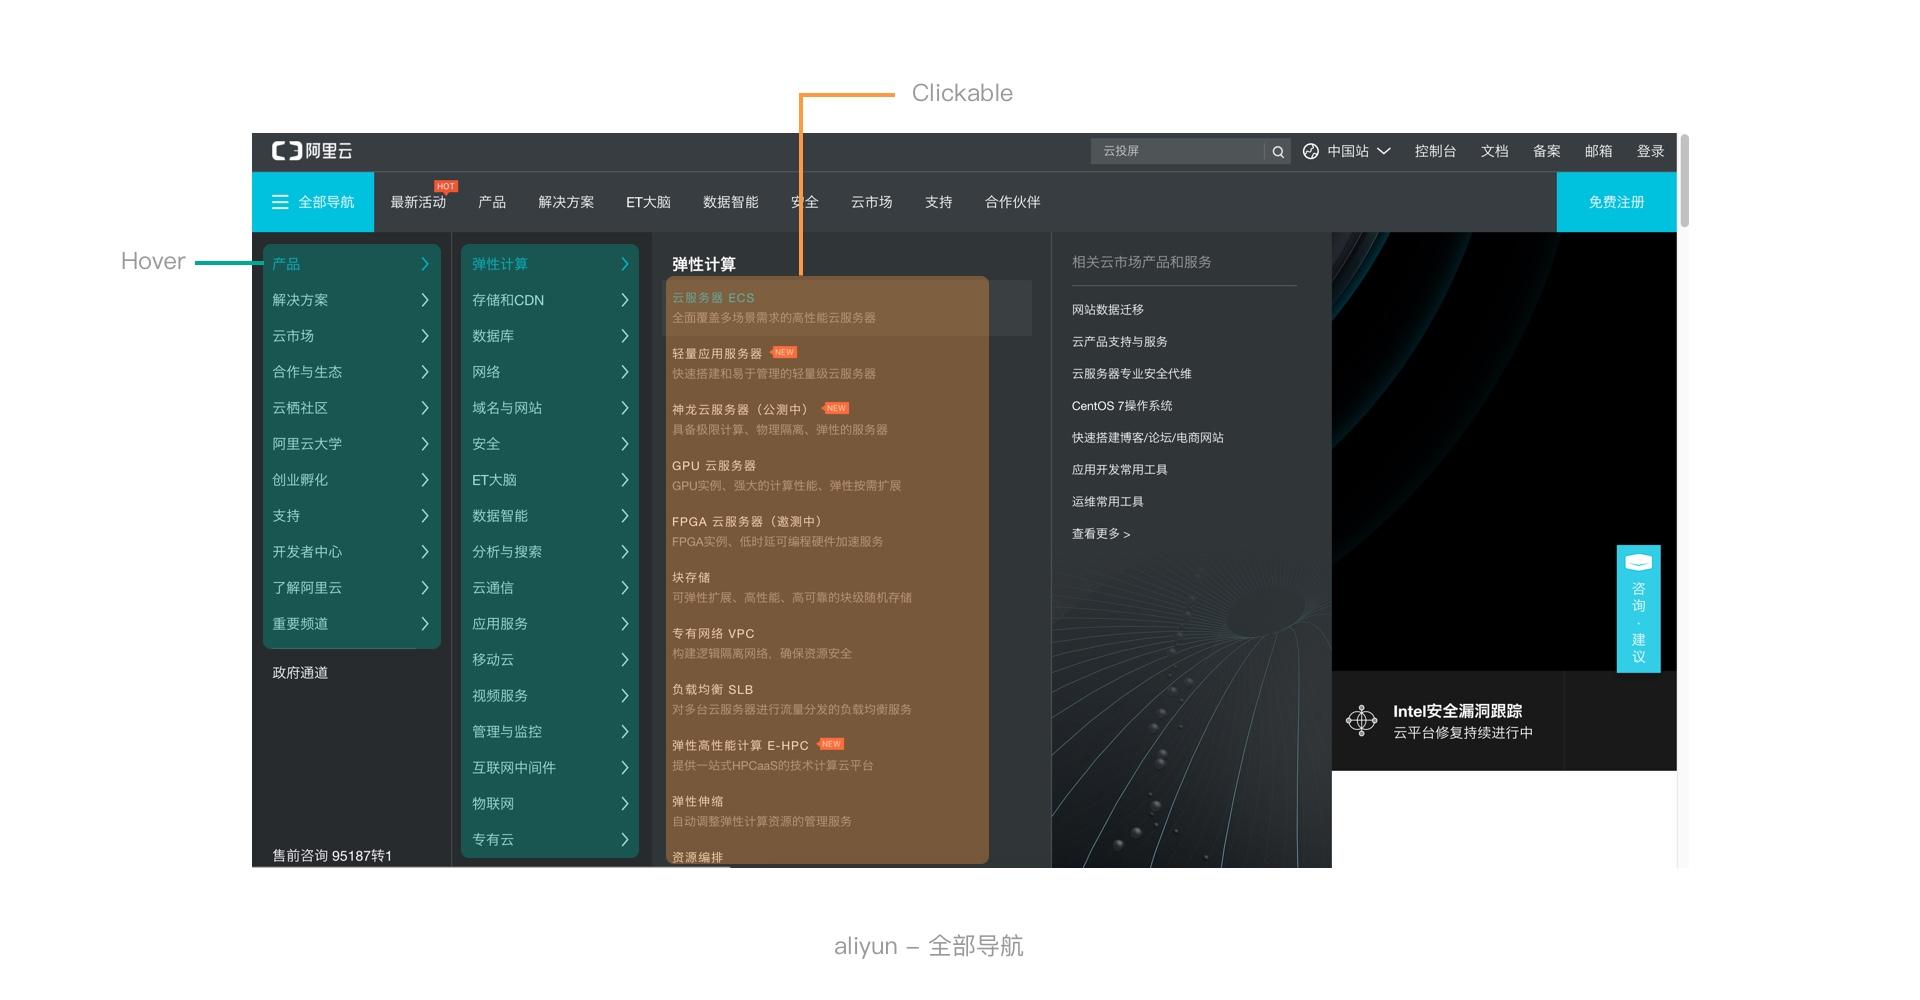 Clickable
阿里云
云投屏
中国站
控制台
文档
备案
邮箱
登录
全部导航
最新活动
HOT
产品
解决方案
ET大脑
数据智能
安全
云市场
支持
合作伙伴
免费注册
Hover
产品
解决方案
云市场
合作与生态
云栖社区
阿里云大学
创业孵化
支持
开发者中心
了解阿里云
重要频道
政府通道
售前咨询 95187转1
弹性计算
存储和CDN
数据库
网络
域名与网站
安全
ET大脑
数据智能
分析与搜索
云通信
应用服务
移动云
视频服务
管理与监控
互联网中间件
物联网
专有云
弹性计算
云服务器 ECS
全面覆盖多场景需求的高性能云服务器
轻量应用服务器 NEW
快速搭建和易于管理的轻量级云服务器
神龙云服务器（公测中） NEW
具备极限计算、物理隔离、弹性的服务器
GPU 云服务器
GPU实例、强大的计算性能、弹性按需扩展
FPGA 云服务器（邀测中）
FPGA实例、低时延可编程硬件加速服务
块存储
可弹性扩展、高性能、高可靠的块级随机存储
专有网络 VPC
构建逻辑隔离网络，确保资源安全
负载均衡 SLB
对多台云服务器进行流量分发的负载均衡服务
弹性高性能计算 E-HPC NEW
提供一站式HPCaaS的技术计算云平台
弹性伸缩
自动调整弹性计算资源的管理服务
资源编排
相关云市场产品和服务
网站数据迁移
云产品支持与服务
云服务器专业安全代维
CentOS 7操作系统
快速搭建博客/论坛/电商网站
应用开发常用工具
运维常用工具
查看更多 >
咨询·建议
Intel安全漏洞跟踪
云平台修复持续进行中
aliyun – 全部导航